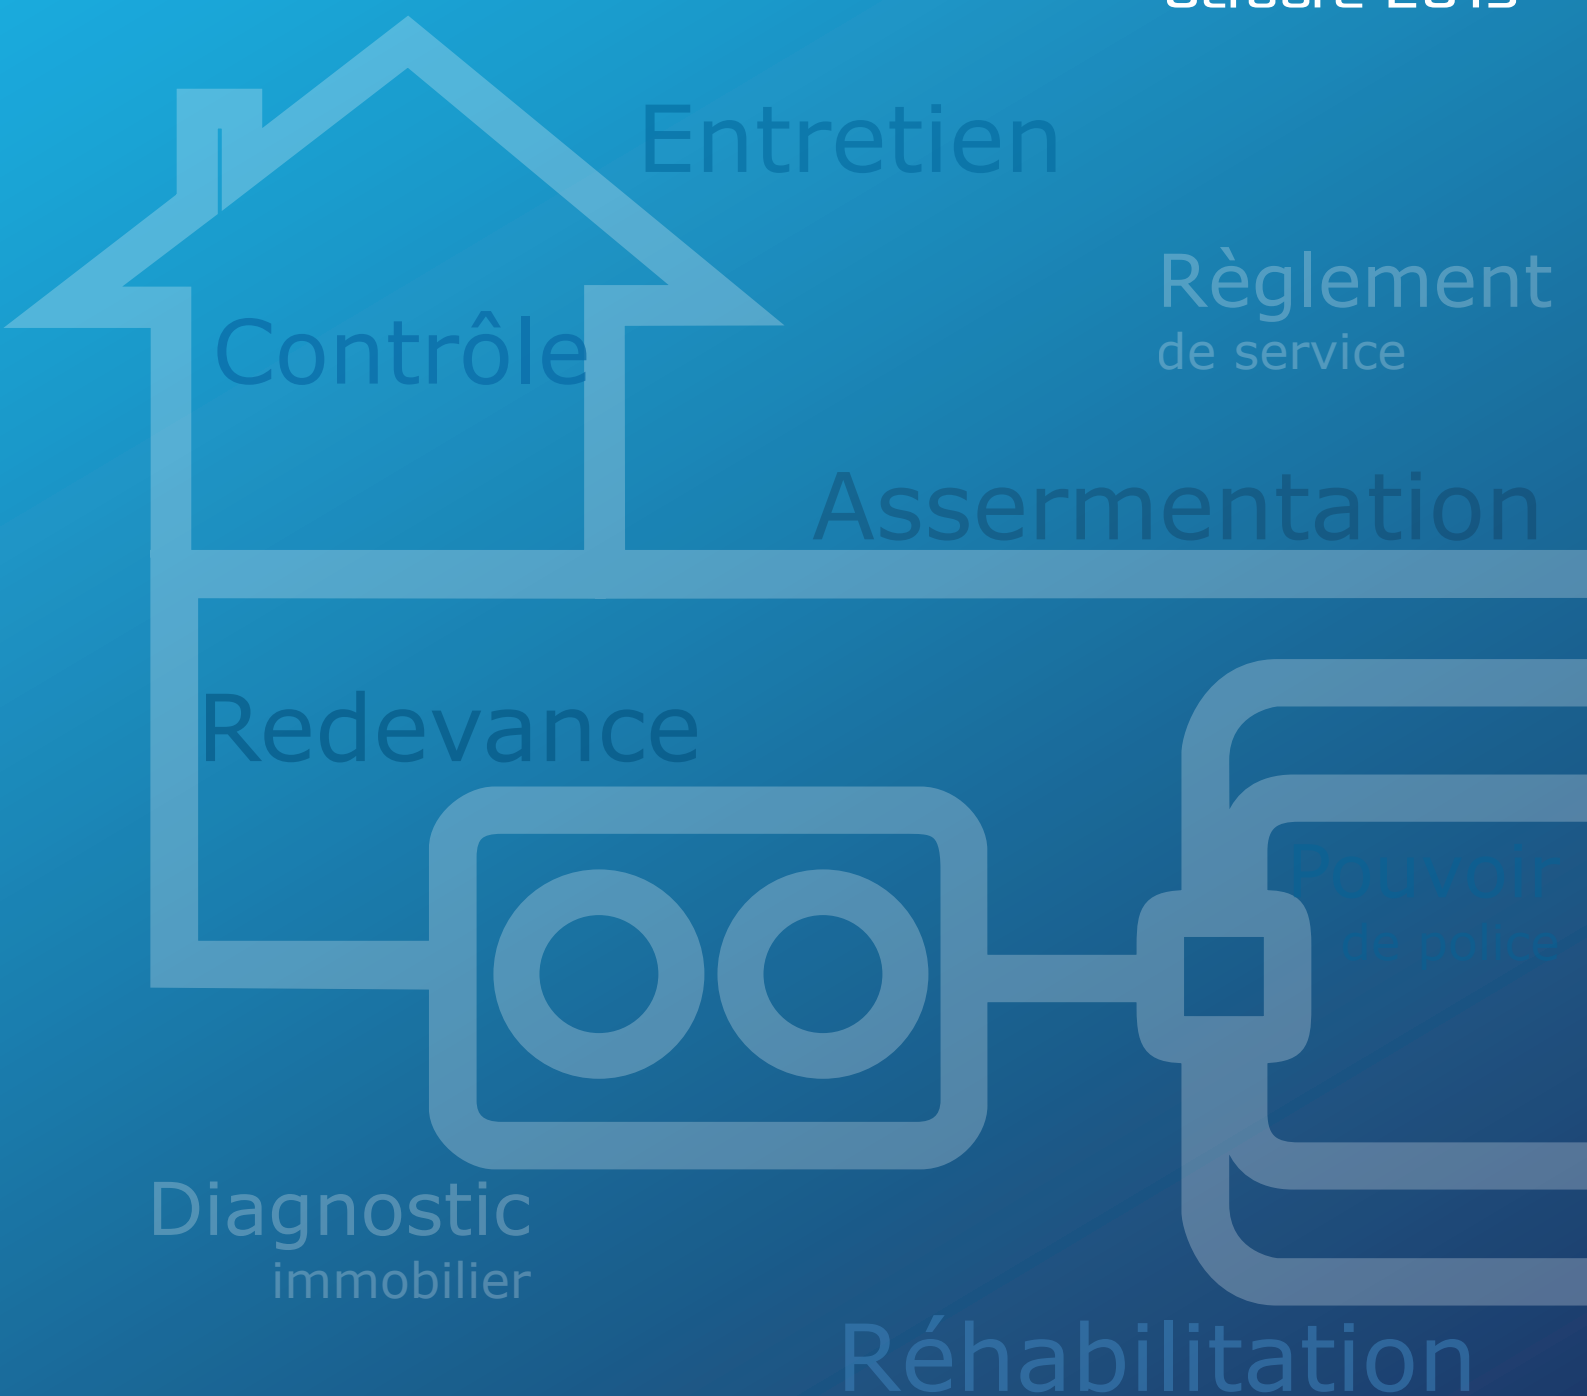 Entretien
Règlement
de service
Contrôle
Assermentation
Redevance
Pouvoir
de police
Diagnostic
immobilier
Réhabilitation